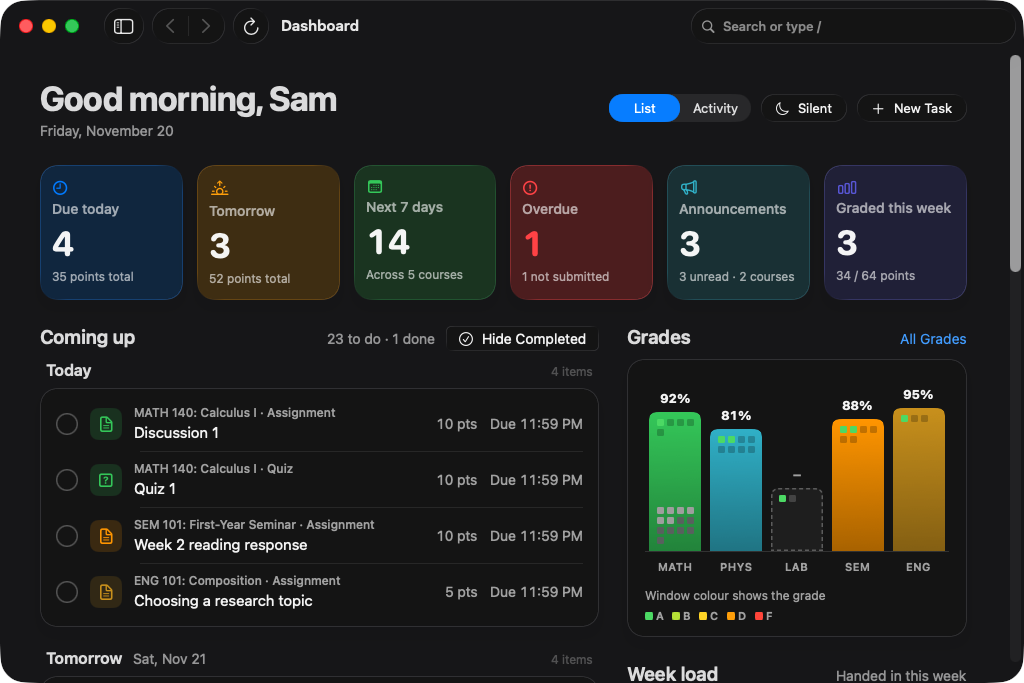 Dashboard
Search or type /
Good morning, Sam
Friday, November 20
List
Activity
Silent
New Task
Due today
4
35 points total
Tomorrow
3
52 points total
Next 7 days
14
Across 5 courses
Overdue
1
1 not submitted
Announcements
3
3 unread · 2 courses
Graded this week
3
34 / 64 points
Coming up
23 to do · 1 done
Hide Completed
Today
4 items
MATH 140: Calculus I · Assignment
Discussion 1
10 pts Due 11:59 PM
MATH 140: Calculus I · Quiz
Quiz 1
10 pts Due 11:59 PM
SEM 101: First-Year Seminar · Assignment
Week 2 reading response
10 pts Due 11:59 PM
ENG 101: Composition · Assignment
Choosing a research topic
5 pts Due 11:59 PM
Tomorrow Sat, Nov 21
4 items
Grades
All Grades
92%
81%
–
88%
95%
MATH
PHYS
LAB
SEM
ENG
Window colour shows the grade
A B C D F
Week load
Handed in this week